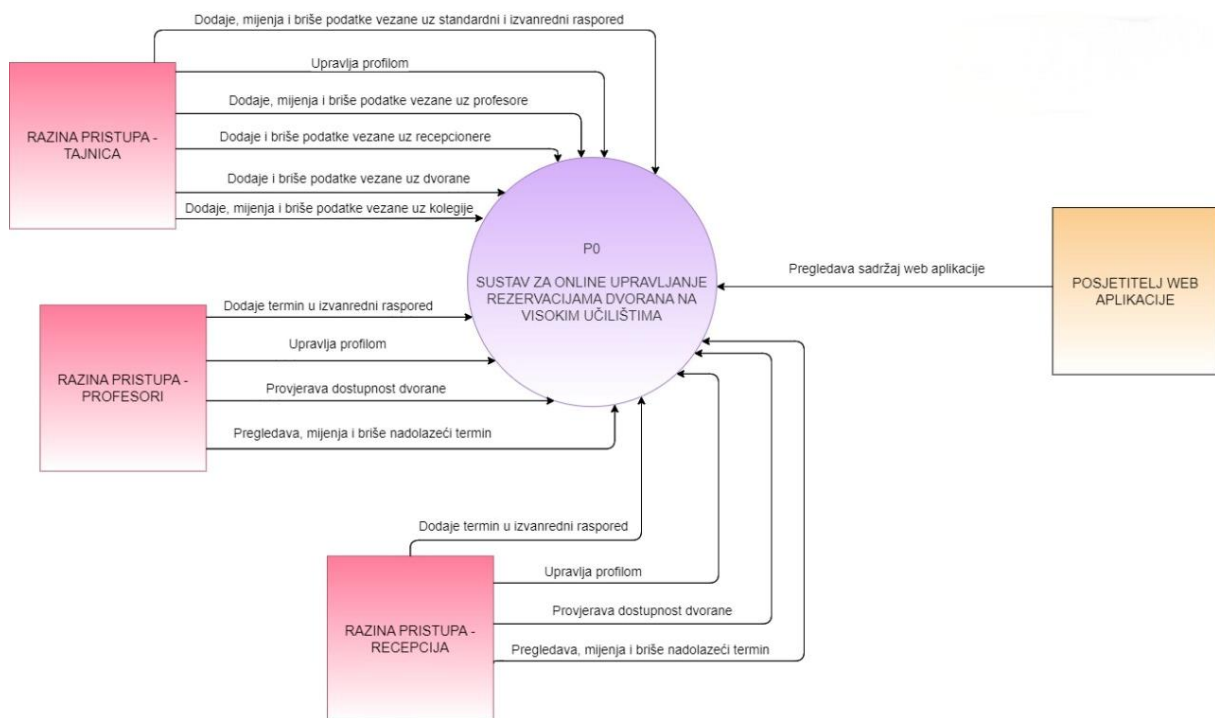 Dodaje, mijenja i briše podatke vezane uz standardni i izvanredni raspored
Upravlja profilom
Dodaje, mijenja i briše podatke vezane uz profesore
RAZINA PRISTUPA -
TAJNICA
Dodaje i briše podatke vezane uz recepcionere
Dodaje i briše podatke vezane uz dvorane
Dodaje, mijenja i briše podatke vezane uz kolegije
P0
SUSTAV ZA ONLINE UPRAVLJANJE
REZERVACIJAMA DVORANA NA
VISOKIM UČILIŠTIMA
Pregledava sadržaj web aplikacije
POSJETITELJ WEB
APLIKACIJE
Dodaje termin u izvanredni raspored
Upravlja profilom
RAZINA PRISTUPA -
PROFESORI
Provjerava dostupnost dvorane
Pregledava, mijenja i briše nadolazeći termin
Dodaje termin u izvanredni raspored
Upravlja profilom
Provjerava dostupnost dvorane
RAZINA PRISTUPA -
RECEPCIJA
Pregledava, mijenja i briše nadolazeći termin